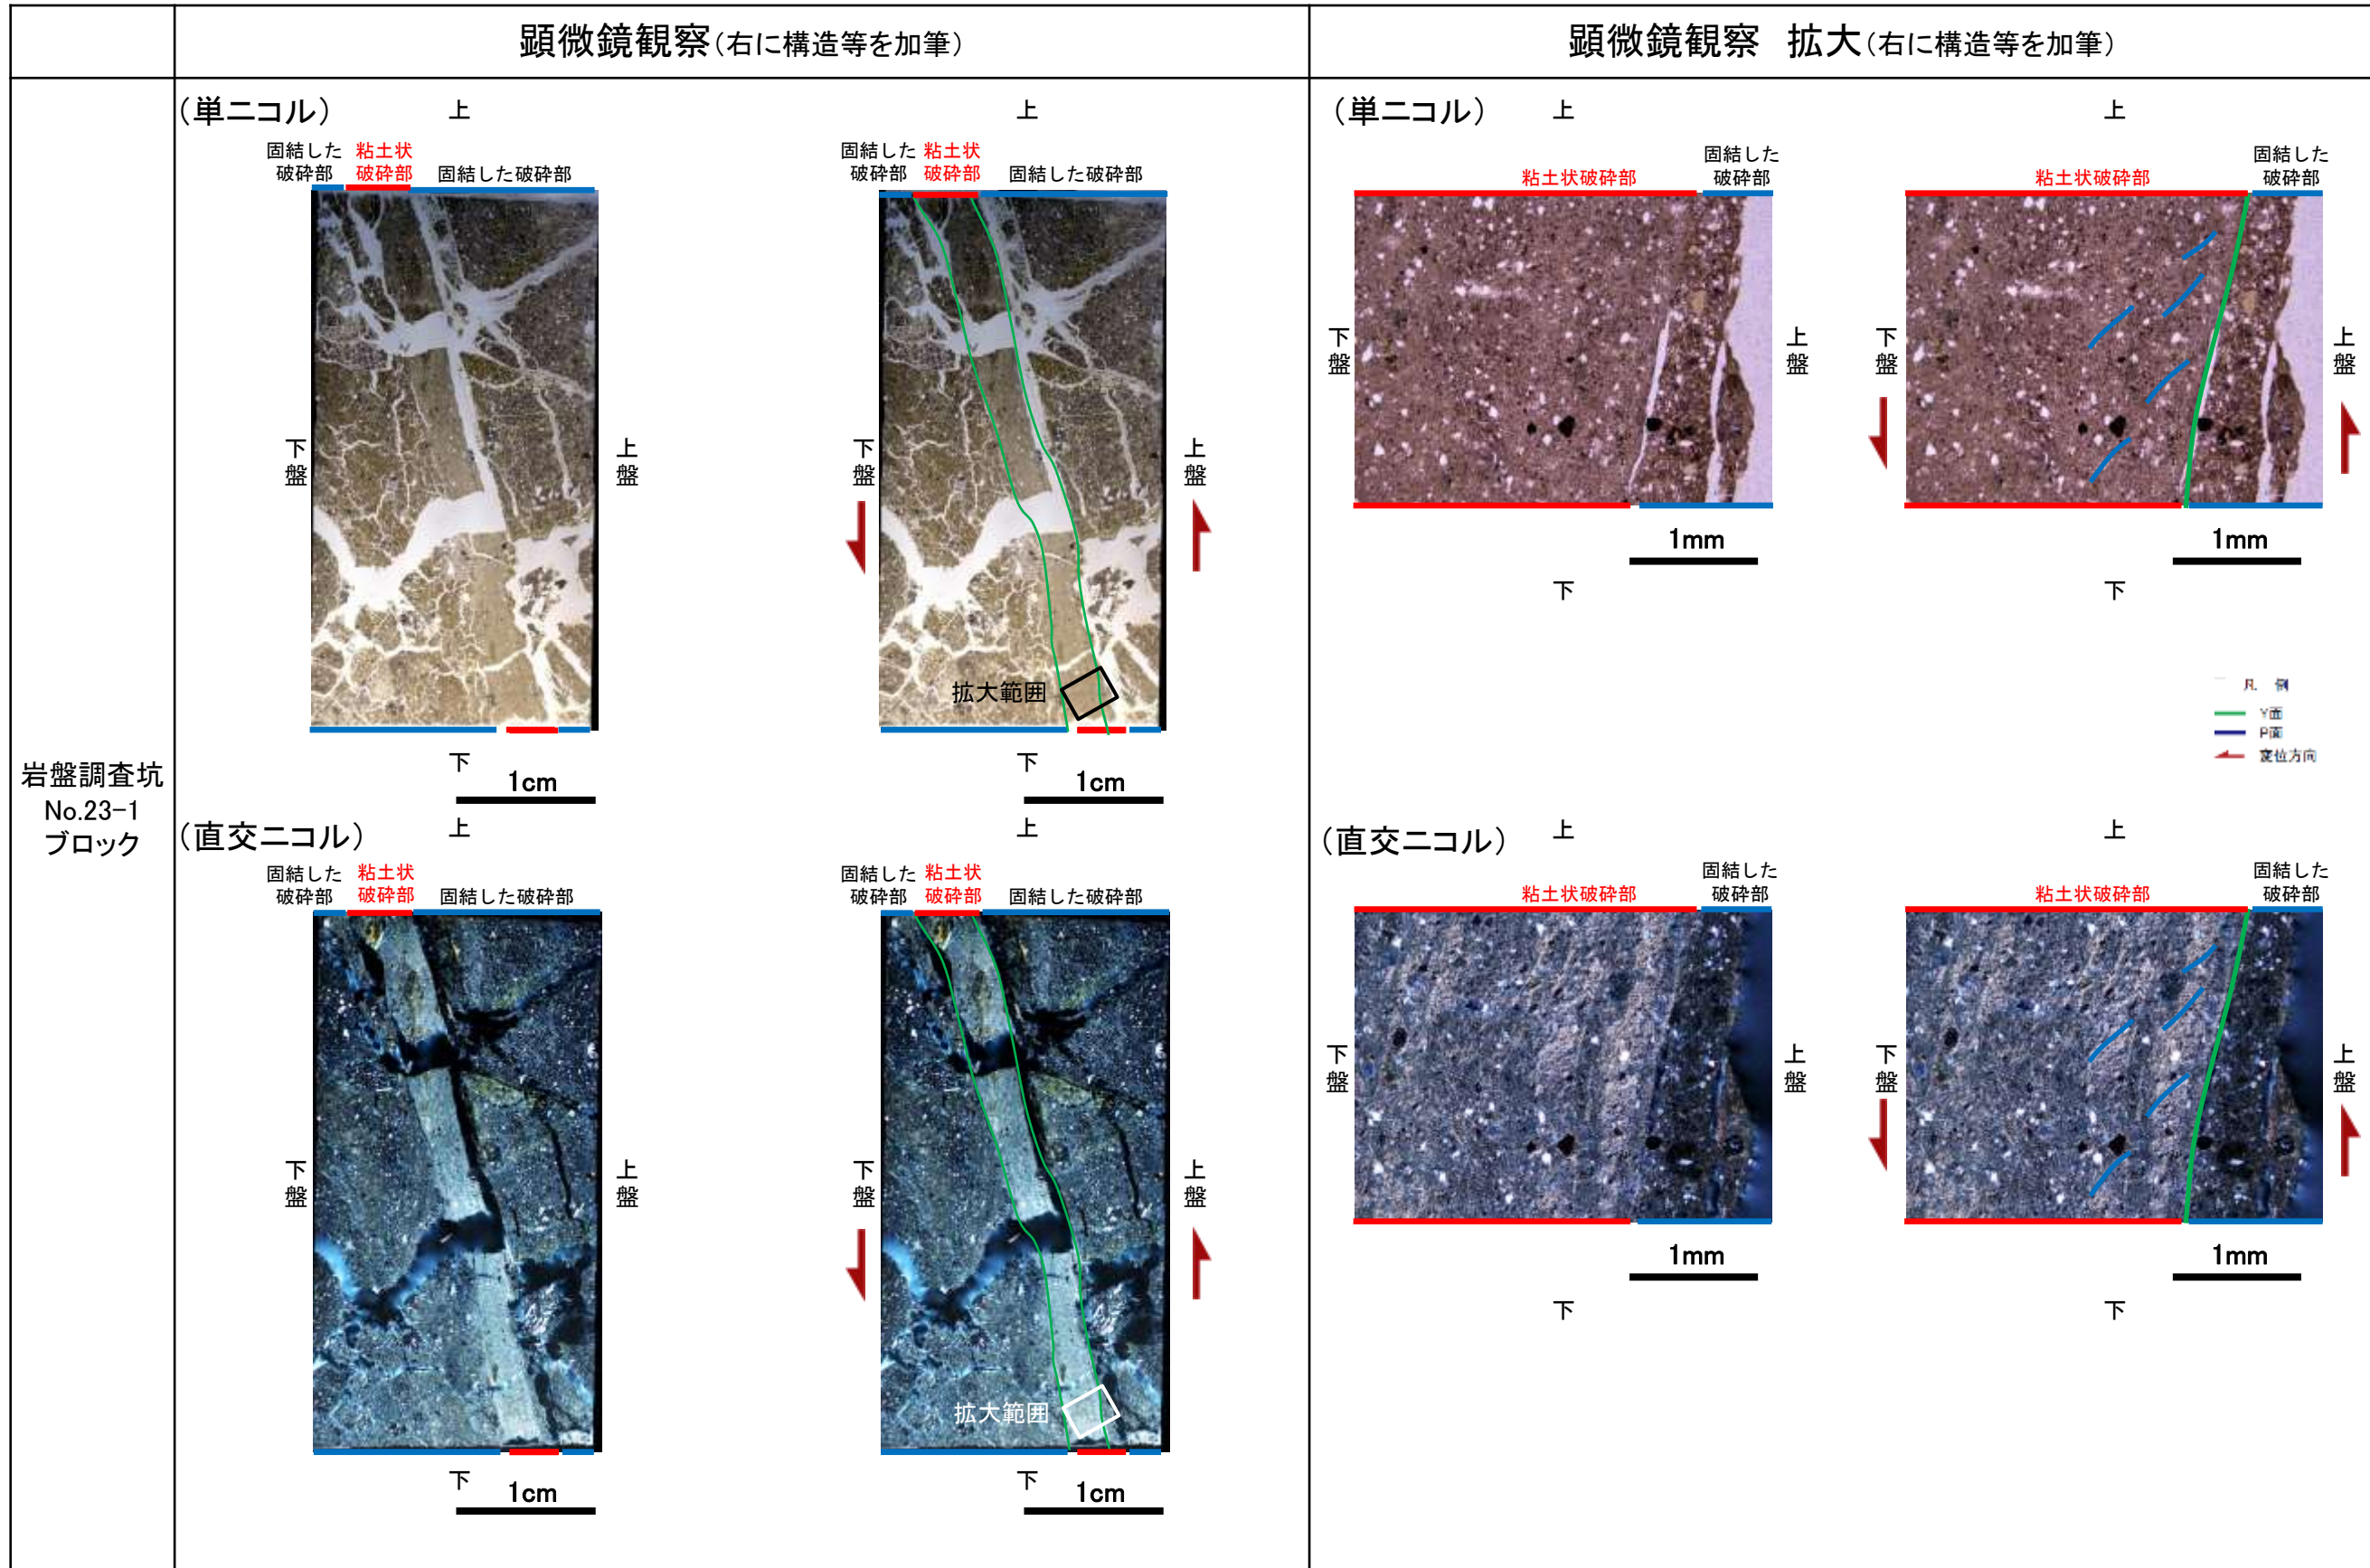 顕微鏡観察(右に構造等を加筆)
顕微鏡観察　拡大(右に構造等を加筆)
岩盤調査坑
No.23-1
ブロック
(単ニコル)
上
固結した
破砕部
粘土状
破砕部
固結した破砕部
下盤
上盤
下
1cm
上
固結した
破砕部
粘土状
破砕部
固結した破砕部
下盤
上盤
拡大範囲
下
1cm
(単ニコル)
上
粘土状破砕部
固結した
破砕部
下盤
上盤
1mm
下
上
粘土状破砕部
固結した
破砕部
下盤
上盤
1mm
下
凡　例
Y面
P面
変位方向
(直交ニコル)
上
固結した
破砕部
粘土状
破砕部
固結した破砕部
下盤
上盤
下
1cm
上
固結した
破砕部
粘土状
破砕部
固結した破砕部
下盤
上盤
拡大範囲
下
1cm
(直交ニコル)
上
粘土状破砕部
固結した
破砕部
下盤
上盤
1mm
下
上
粘土状破砕部
固結した
破砕部
下盤
上盤
1mm
下